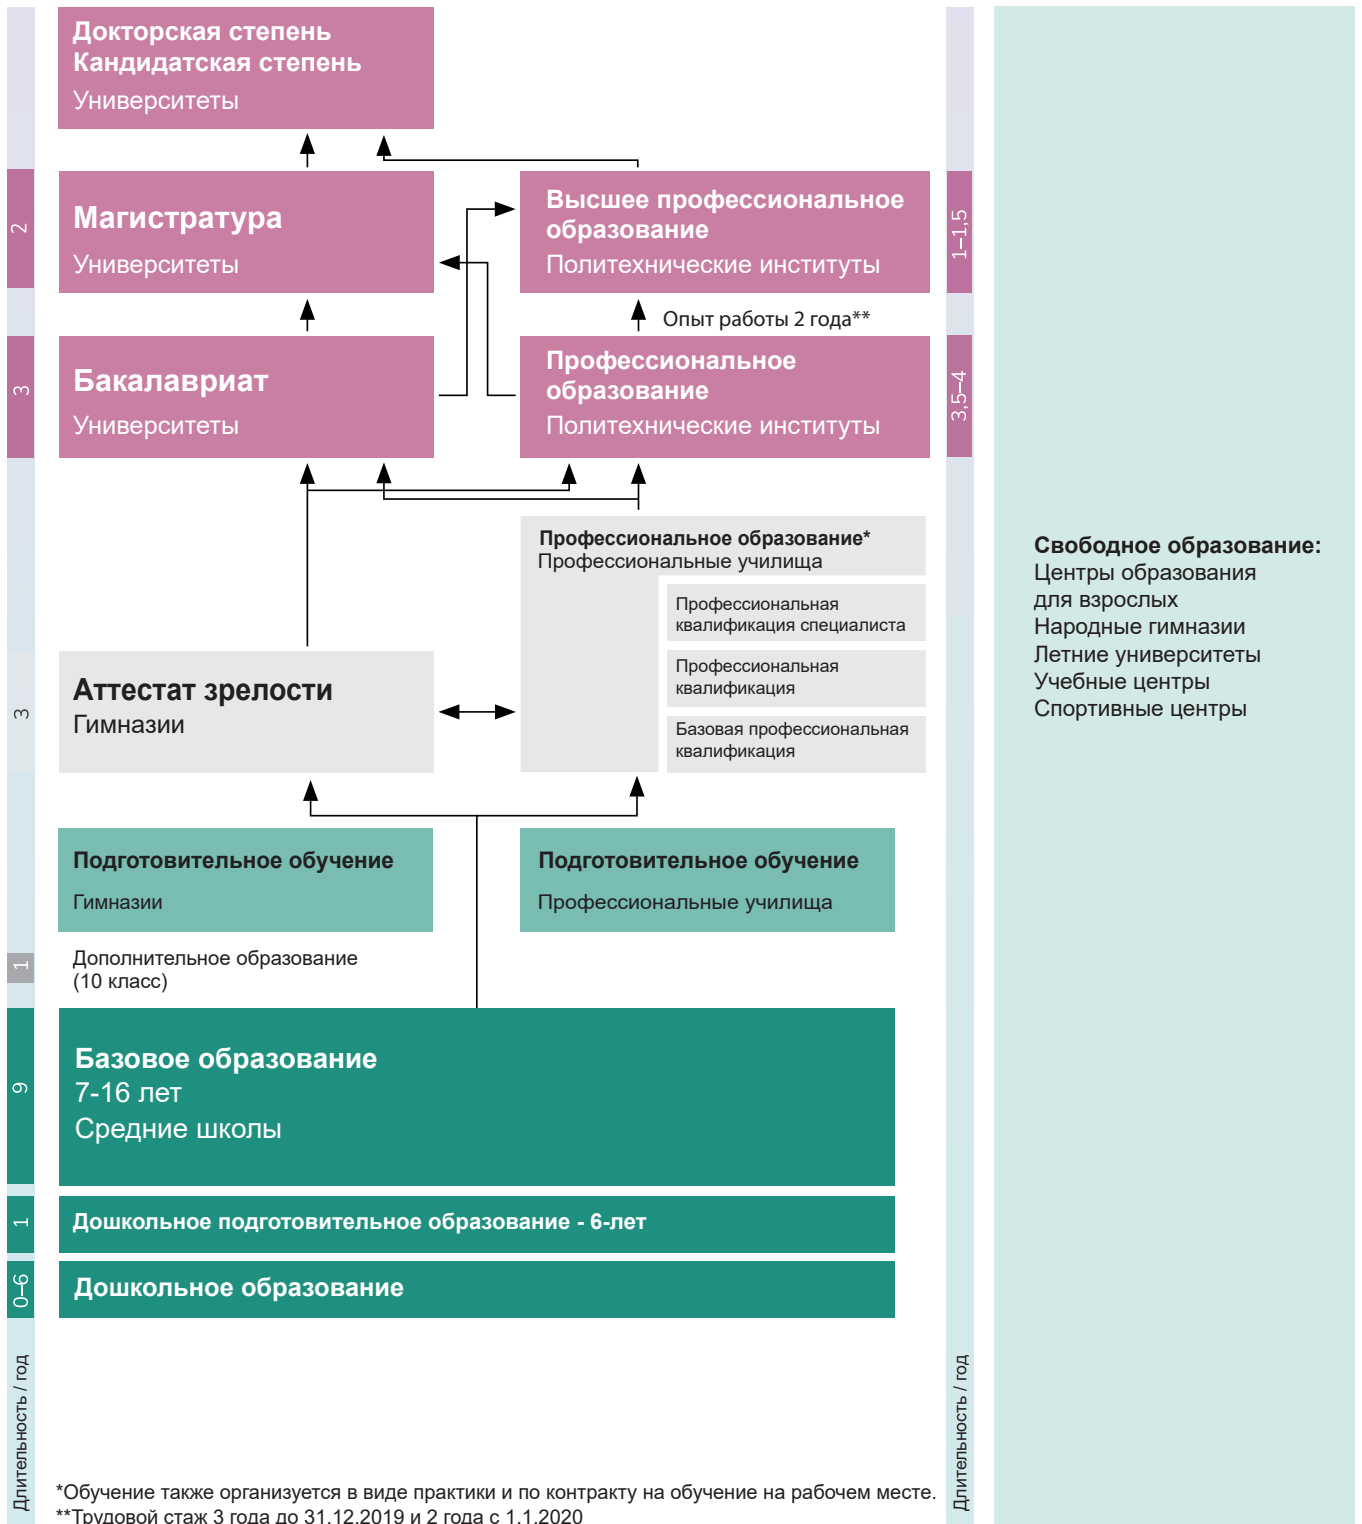 Докторская степень
Кандидатская степень
Университеты
2
Магистратура
Университеты
Высшее профессиональное
образование
Политехнические институты
1–1,5
Опыт работы 2 года**
3
Бакалавриат
Университеты
Профессиональное
образование
Политехнические институты
3,5–4
Профессиональное образование*
Профессиональные училища
Профессиональная
квалификация специалиста
Профессиональная
квалификация
Базовая профессиональная
квалификация
3
Аттестат зрелости
Гимназии
Подготовительное обучение
Гимназии
Подготовительное обучение
Профессиональные училища
1
Дополнительное образование
(10 класс)
9
Базовое образование
7-16 лет
Средние школы
1
Дошкольное подготовительное образование - 6-лет
0–6
Дошкольное образование
Длительность / год
Длительность / год
*Обучение также организуется в виде практики и по контракту на обучение на рабочем месте.
**Трудовой стаж 3 года до 31.12.2019 и 2 года с 1.1.2020
Свободное образование:
Центры образования
для взрослых
Народные гимназии
Летние университеты
Учебные центры
Спортивные центры